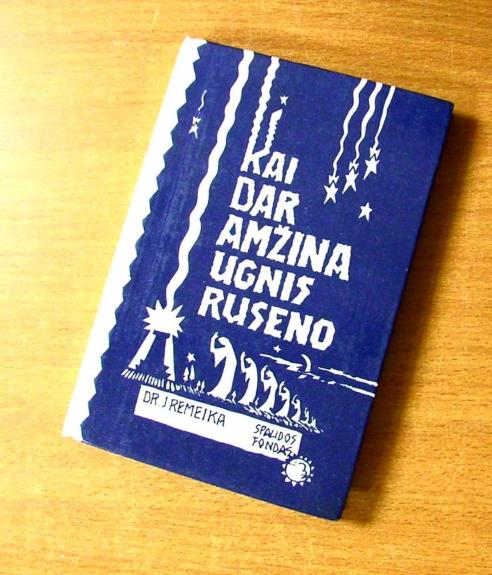 KAI
DAR
AMŽINA
UGNIS
RUSENO
DR. J REMEIKA
SPAUDOS
FONDAS